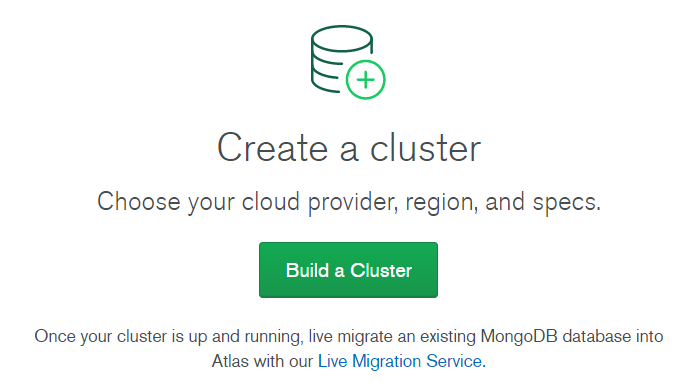 Create a cluster
Choose your cloud provider, region, and specs.
Build a Cluster
Once your cluster is up and running, live migrate an existing MongoDB database into
Atlas with our Live Migration Service.